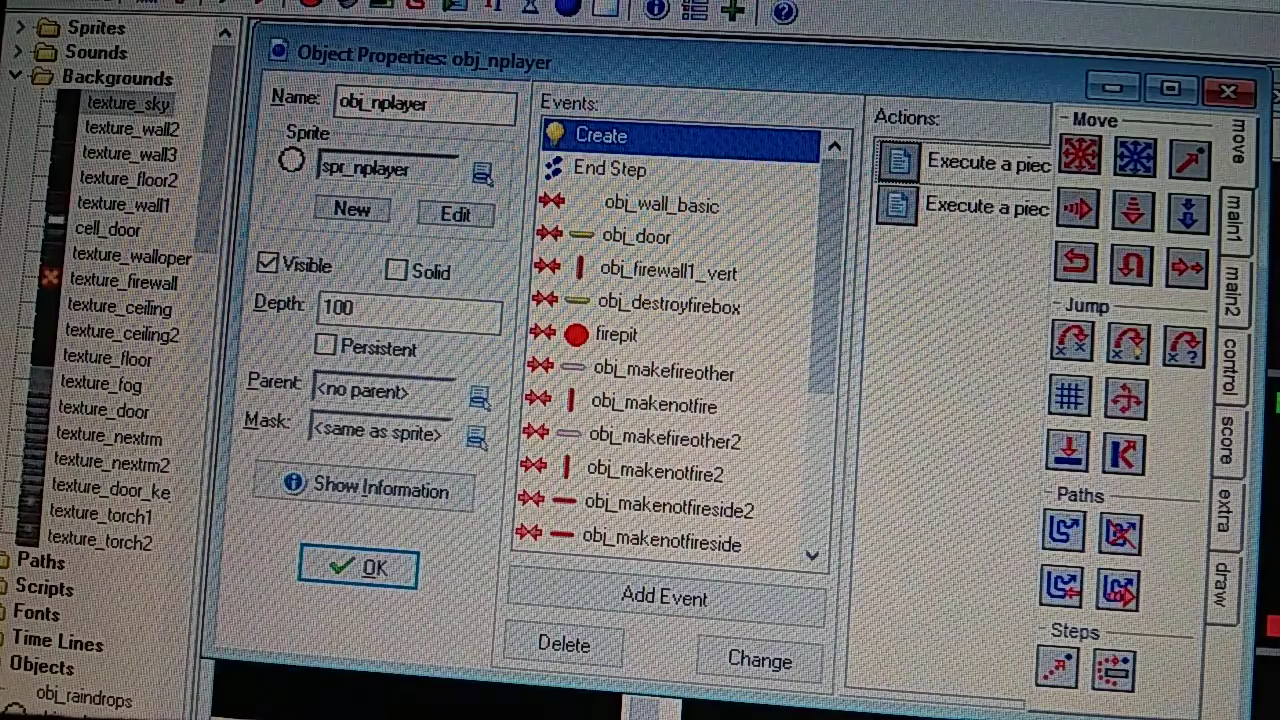 Sprites
Sounds
Backgrounds
texture_sky
texture_wall2
texture_wall3
texture_floor2
texture_wall1
cell_door
texture_walloper
texture_firewall
texture_ceiling
texture_ceiling2
texture_floor
texture_fog
texture_door
texture_nextrm
texture_nextrm2
texture_door_ke
texture_torch1
texture_torch2
Paths
Scripts
Fonts
Time Lines
Objects
obj_raindrops
Object Properties: obj_nplayer
Name: obj_nplayer
Sprite
spr_nplayer
New Edit
Visible Solid
Depth: 100
Persistent
Parent: <no parent>
Mask: <same as sprite>
Show Information
OK
Events:
Create
End Step
obj_wall_basic
obj_door
obj_firewall1_vert
obj_destroyfirebox
firepit
obj_makefireother
obj_makenotfire
obj_makefireother2
obj_makenotfire2
obj_makenotfireside2
obj_makenotfireside
Add Event
Delete Change
Actions:
Execute a piec
Execute a piec
Move
Jump
Paths
Steps
move
main1
main2
control
score
extra
draw